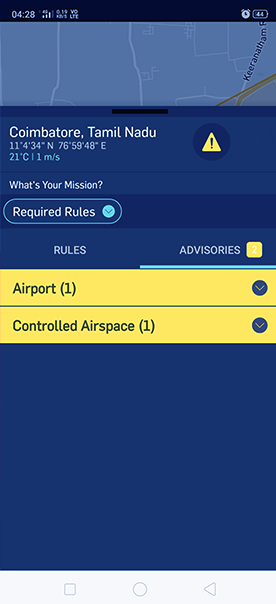 04:28 4G 0.19 KB/S VO LTE 44
Keeranatham R
Coimbatore, Tamil Nadu
11°4'34" N 76°59'48" E
21°C | 1 m/s
What's Your Mission?
Required Rules
RULES ADVISORIES 2
Airport (1)
Controlled Airspace (1)